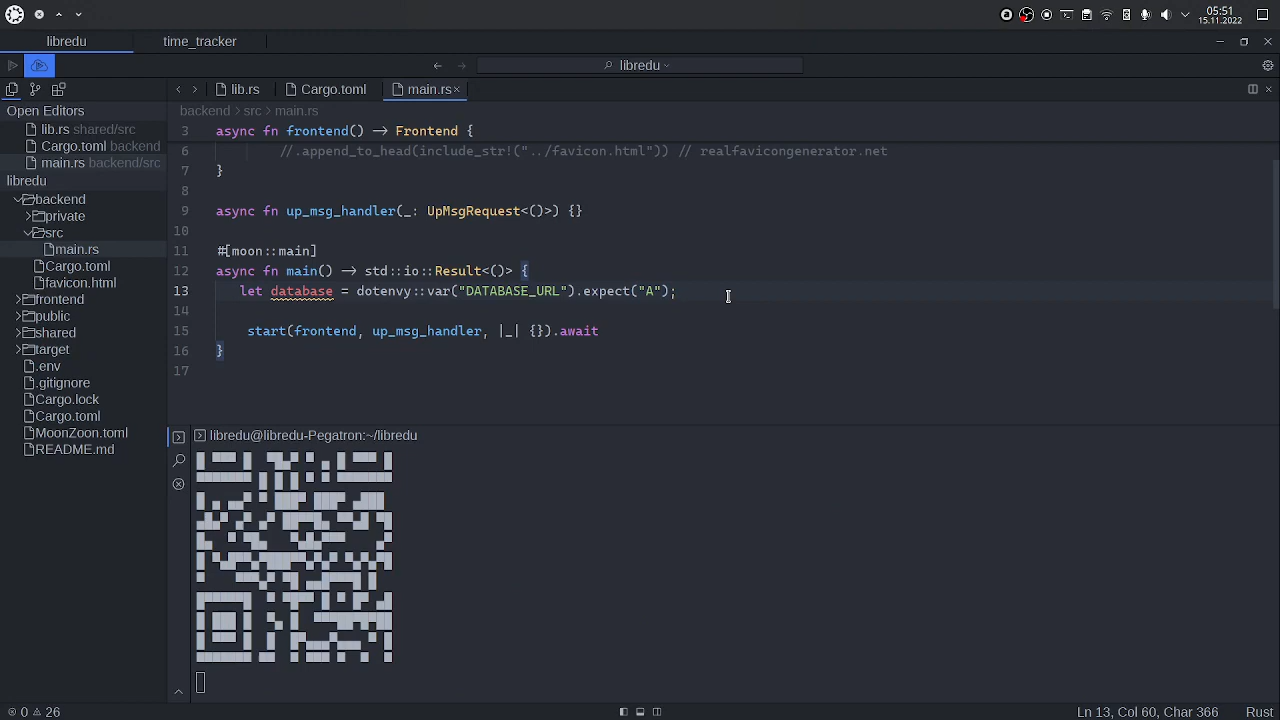 05:51
15.11.2022
libredu
time_tracker
libredu
lib.rs
Cargo.toml
main.rs×
Open Editors
backend › src › main.rs
lib.rs shared/src
Cargo.toml backend
main.rs backend/src
libredu
backend
private
src
main.rs
Cargo.toml
favicon.html
frontend
public
shared
target
.env
.gitignore
Cargo.lock
Cargo.toml
MoonZoon.toml
README.md
3 async fn frontend() -> Frontend {
6 //.append_to_head(include_str!("../favicon.html")) // realfavicongenerator.net
7 }
8
9 async fn up_msg_handler(_: UpMsgRequest<()>) {}
10
11 #[moon::main]
12 async fn main() -> std::io::Result<()> {
13 let database = dotenvy::var("DATABASE_URL").expect("A");
14
15 start(frontend, up_msg_handler, |_| {}).await
16 }
17
libredu@libredu-Pegatron:~/libredu
0 26
Ln 13, Col 60, Char 366
Rust